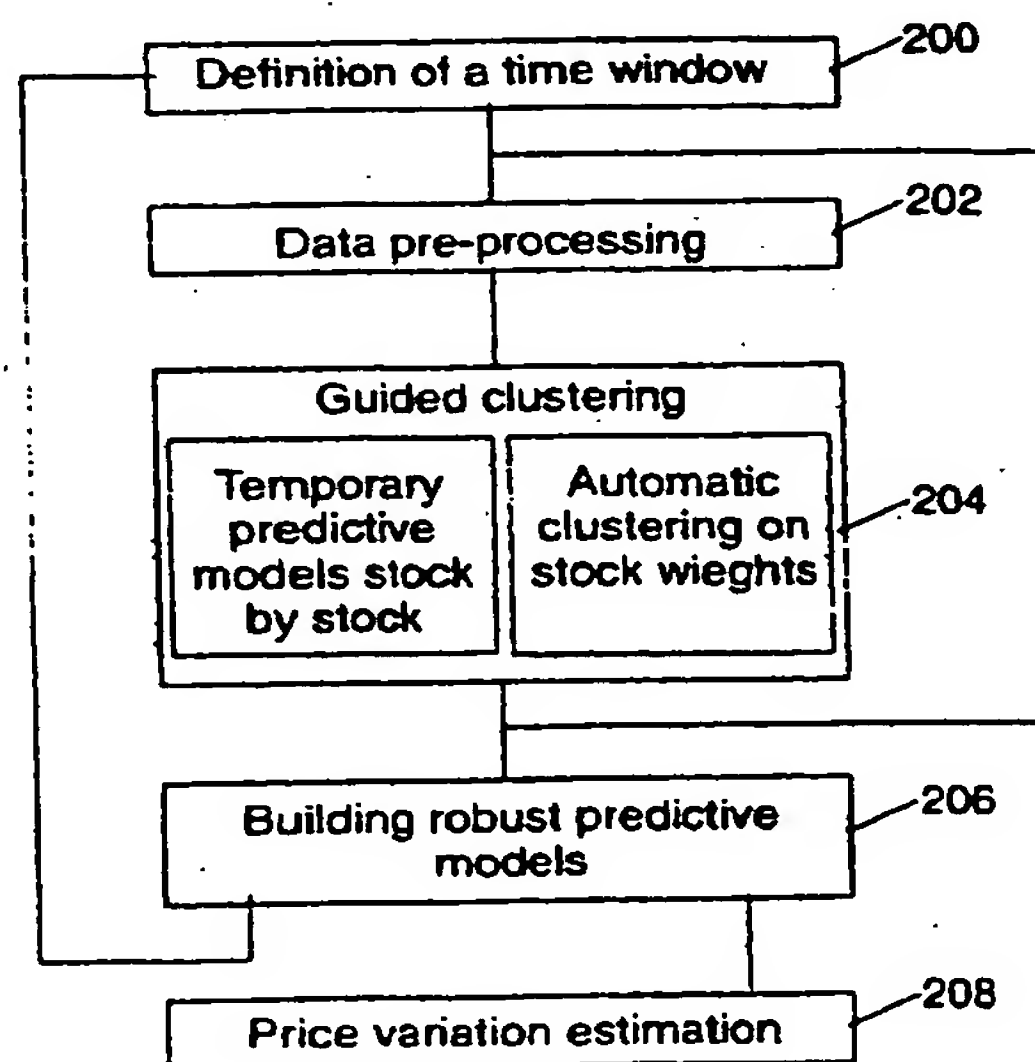 200
Definition of a time window
202
Data pre-processing
Guided clustering
Temporary
predictive
models stock
by stock
Automatic
clustering on
stock wieghts
204
Building robust predictive
models
206
208
Price variation estimation